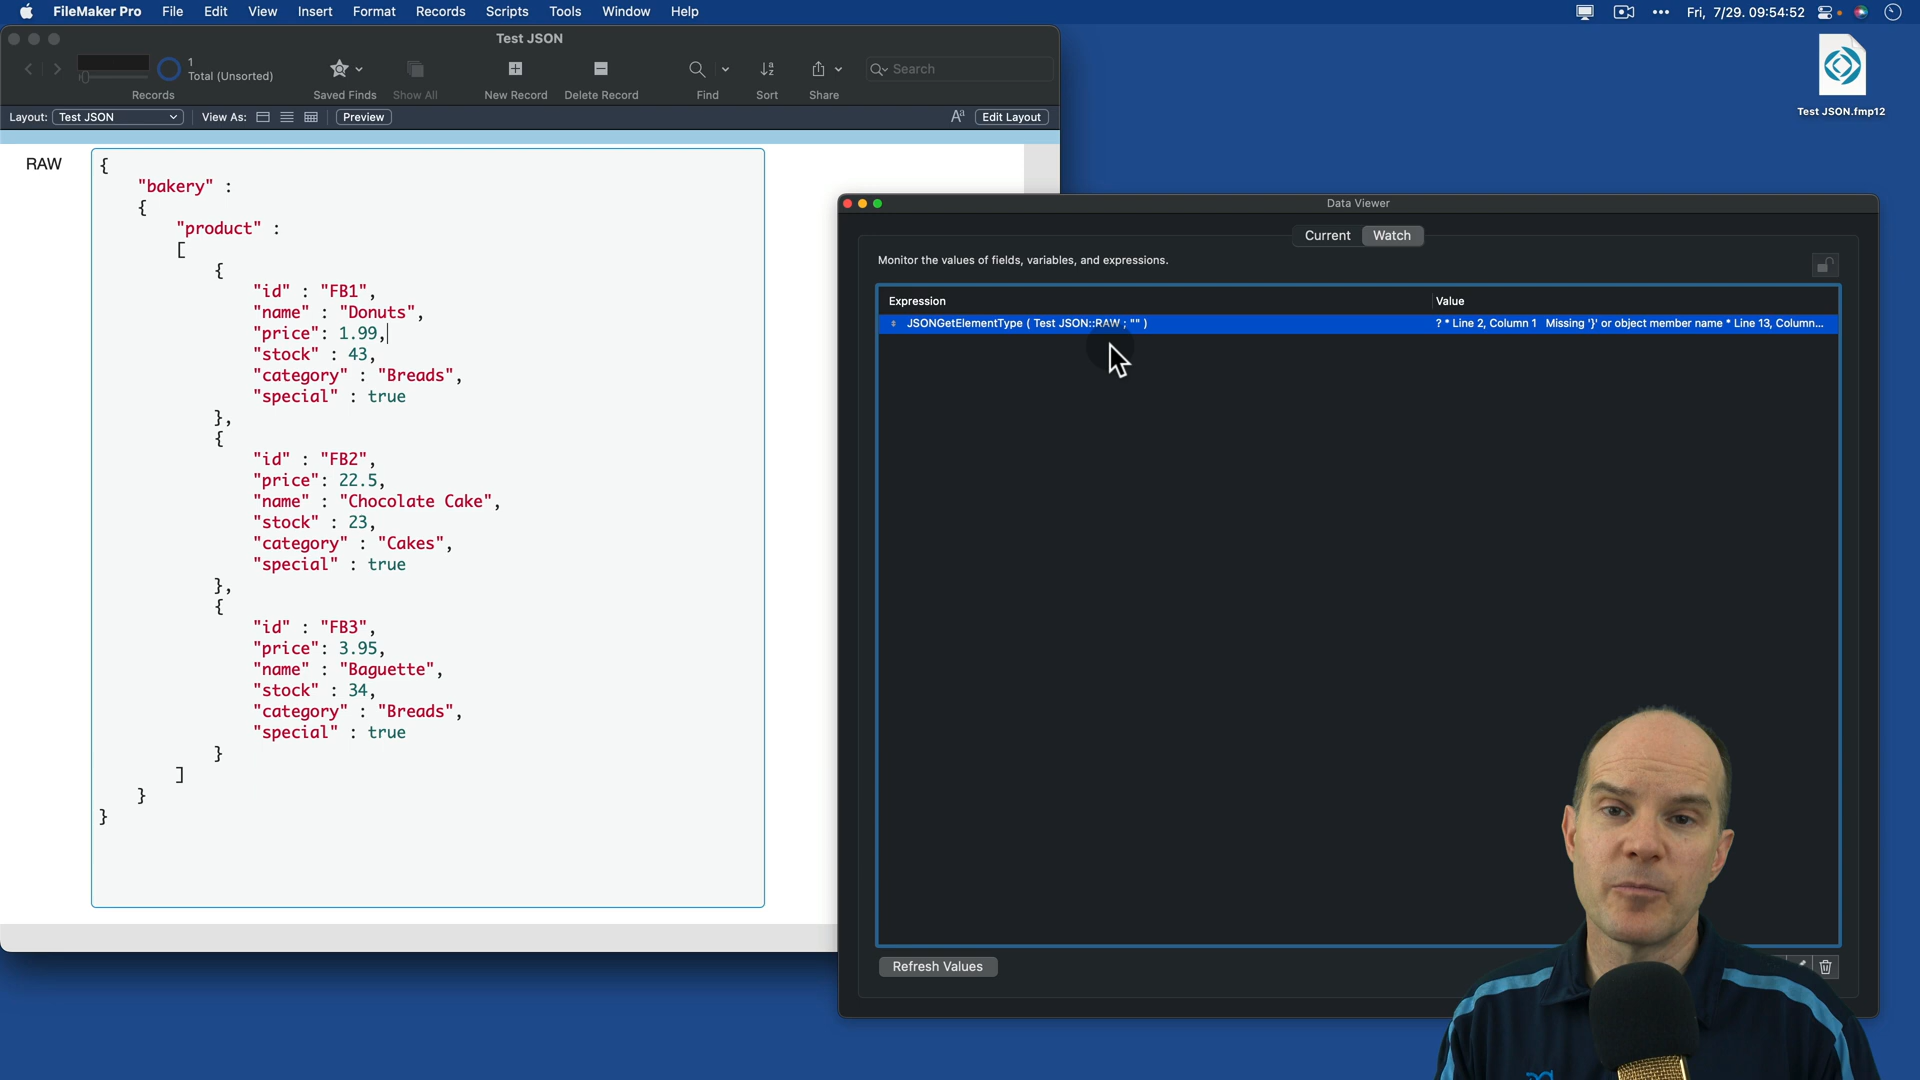 FileMaker Pro File Edit View Insert Format Records Scripts Tools Window Help Fri, 7/29. 09:54:52
Test JSON
1
Total (Unsorted)
Search
Records Saved Finds Show All New Record Delete Record Find Sort Share
Layout: Test JSON View As: Preview Aa Edit Layout
Test JSON.fmp12
RAW
{
"bakery" :
{
"product" :
[
{
"id" : "FB1",
"name" : "Donuts",
"price": 1.99,
"stock" : 43,
"category" : "Breads",
"special" : true
},
{
"id" : "FB2",
"price": 22.5,
"name" : "Chocolate Cake",
"stock" : 23,
"category" : "Cakes",
"special" : true
},
{
"id" : "FB3",
"price": 3.95,
"name" : "Baguette",
"stock" : 34,
"category" : "Breads",
"special" : true
}
]
}
}
Data Viewer
Current Watch
Monitor the values of fields, variables, and expressions.
Expression Value
JSONGetElementType ( Test JSON::RAW ; "" ) ? * Line 2, Column 1 Missing '}' or object member name * Line 13, Column...
Refresh Values